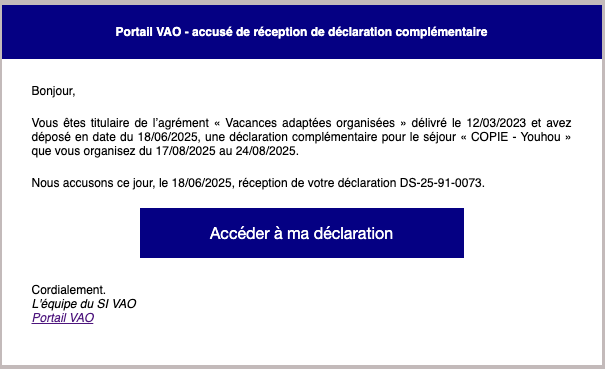 Portail VAO - accusé de réception de déclaration complémentaire
Bonjour,
Vous êtes titulaire de l'agrément « Vacances adaptées organisées » délivré le 12/03/2023 et avez
déposé en date du 18/06/2025, une déclaration complémentaire pour le séjour « COPIE - Youhou »
que vous organisez du 17/08/2025 au 24/08/2025.
Nous accusons ce jour, le 18/06/2025, réception de votre déclaration DS-25-91-0073.
Accéder à ma déclaration
Cordialement.
L'équipe du SI VAO
Portail VAO